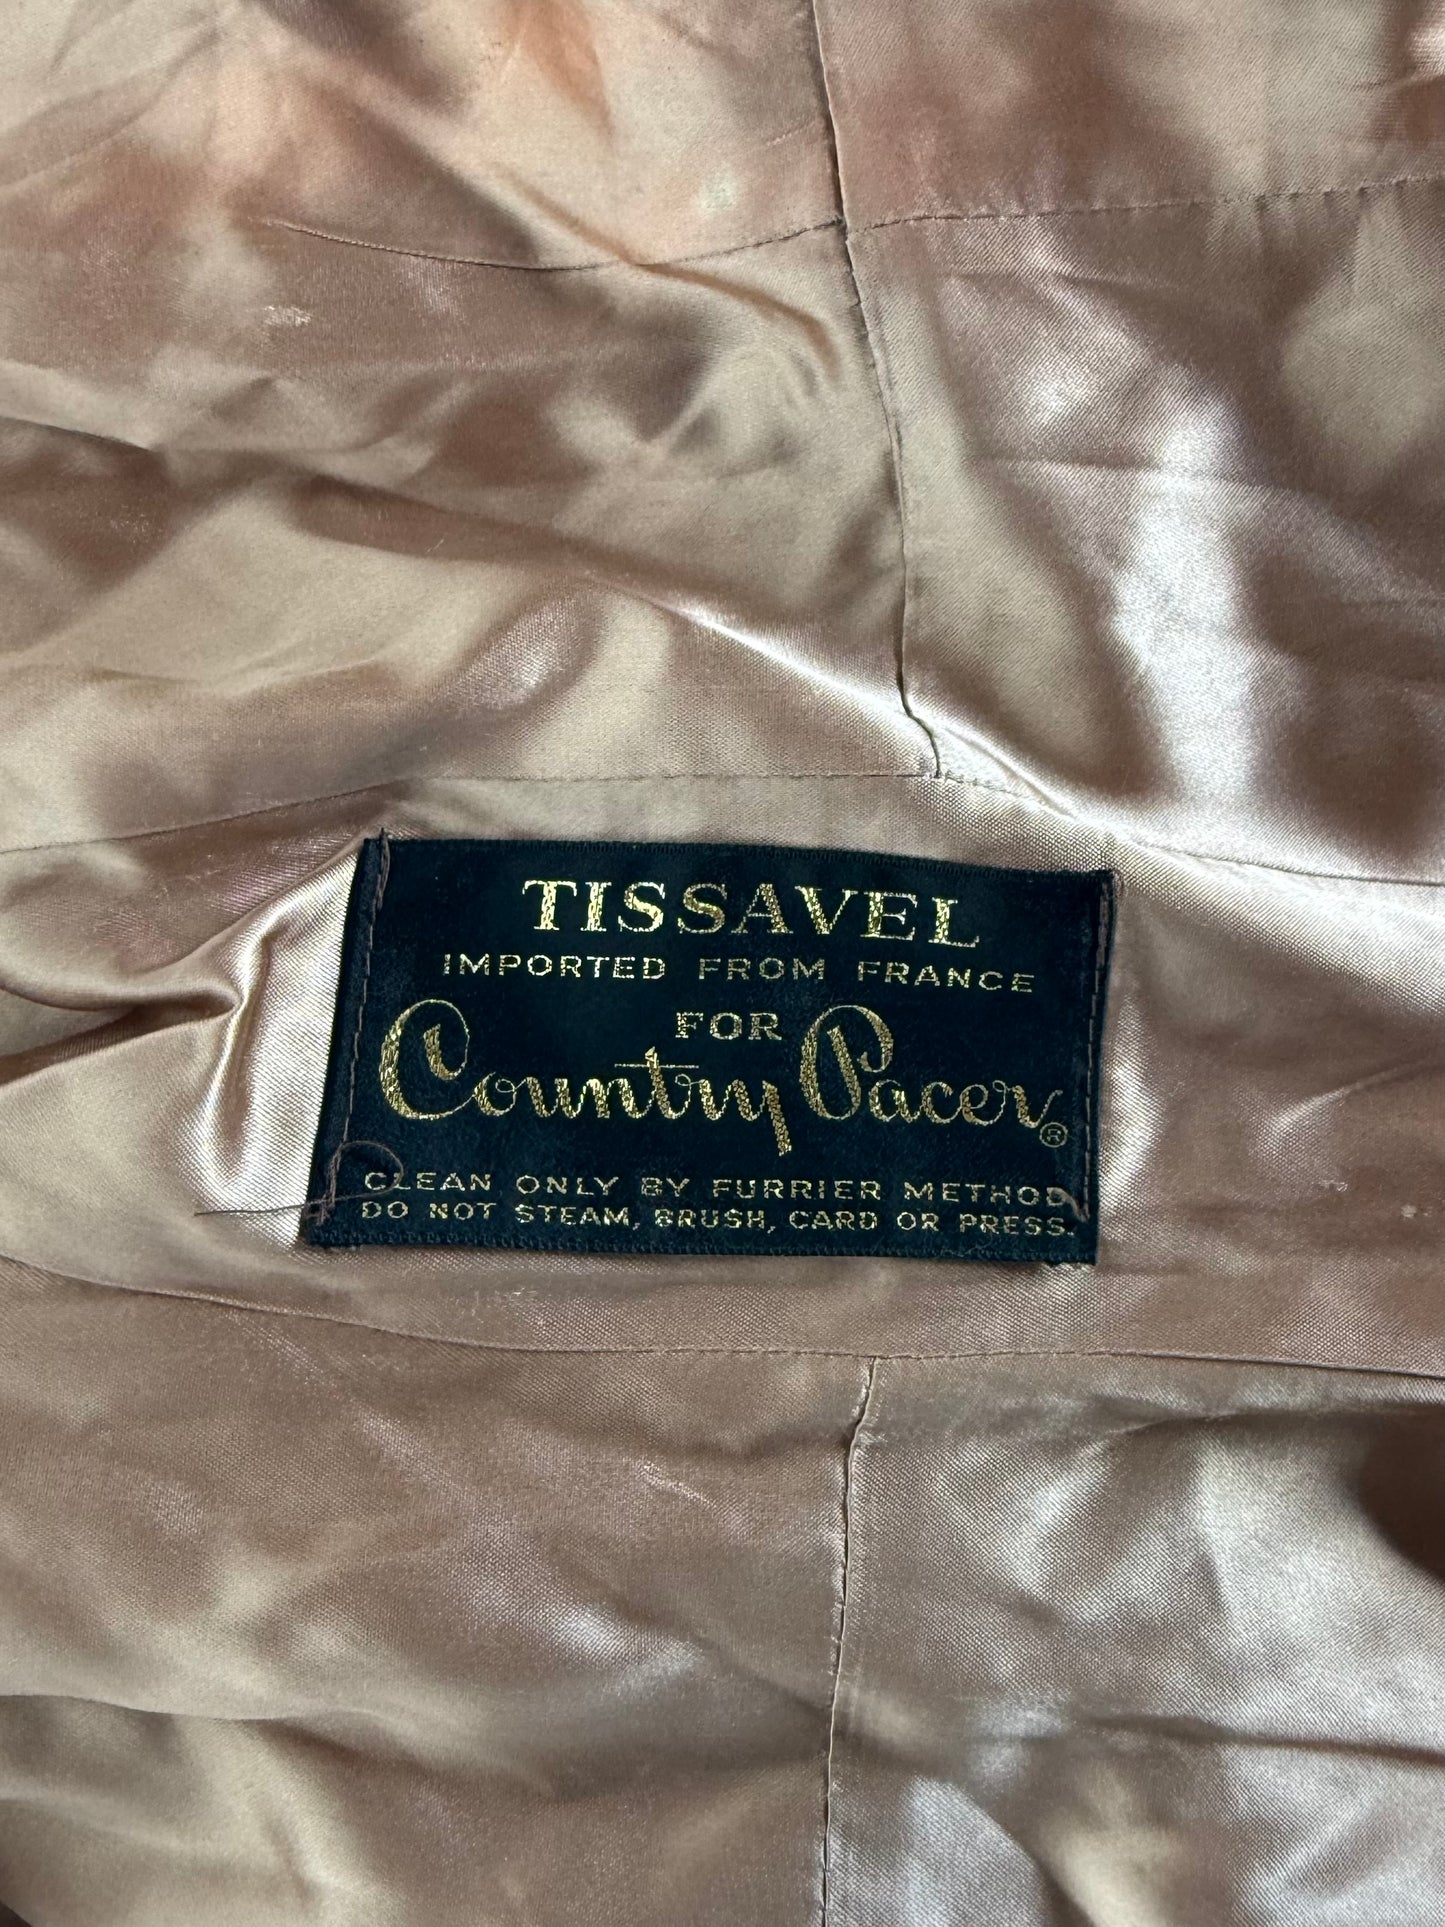 TISSAVEL
IMPORTED FROM FRANCE
FOR
Country Pacer®
CLEAN ONLY BY FURRIER METHOD
DO NOT STEAM, BRUSH, CARD OR PRESS.